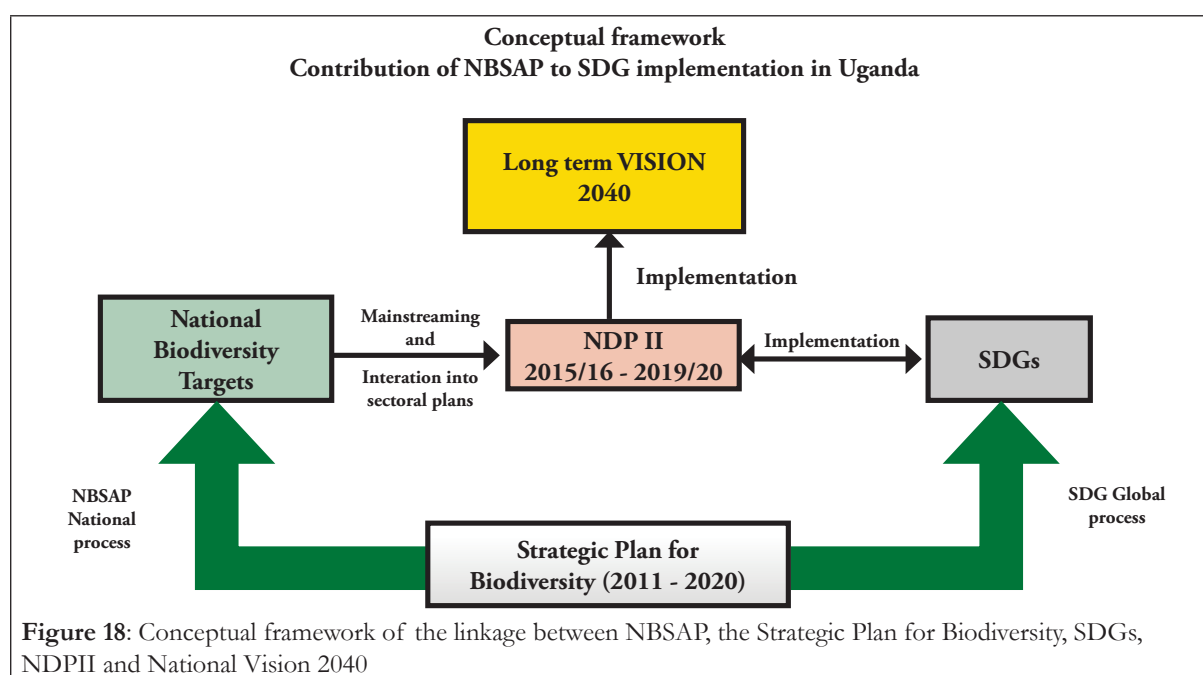 Conceptual framework
Contribution of NBSAP to SDG implementation in Uganda
Long term VISION
2040
Implementation
National
Biodiversity
Targets
Mainstreaming
and
Interation into
sectoral plans
NDP II
2015/16 - 2019/20
Implementation
SDGs
NBSAP
National
process
SDG Global
process
Strategic Plan for
Biodiversity (2011 - 2020)
Figure 18: Conceptual framework of the linkage between NBSAP, the Strategic Plan for Biodiversity, SDGs,
NDPII and National Vision 2040